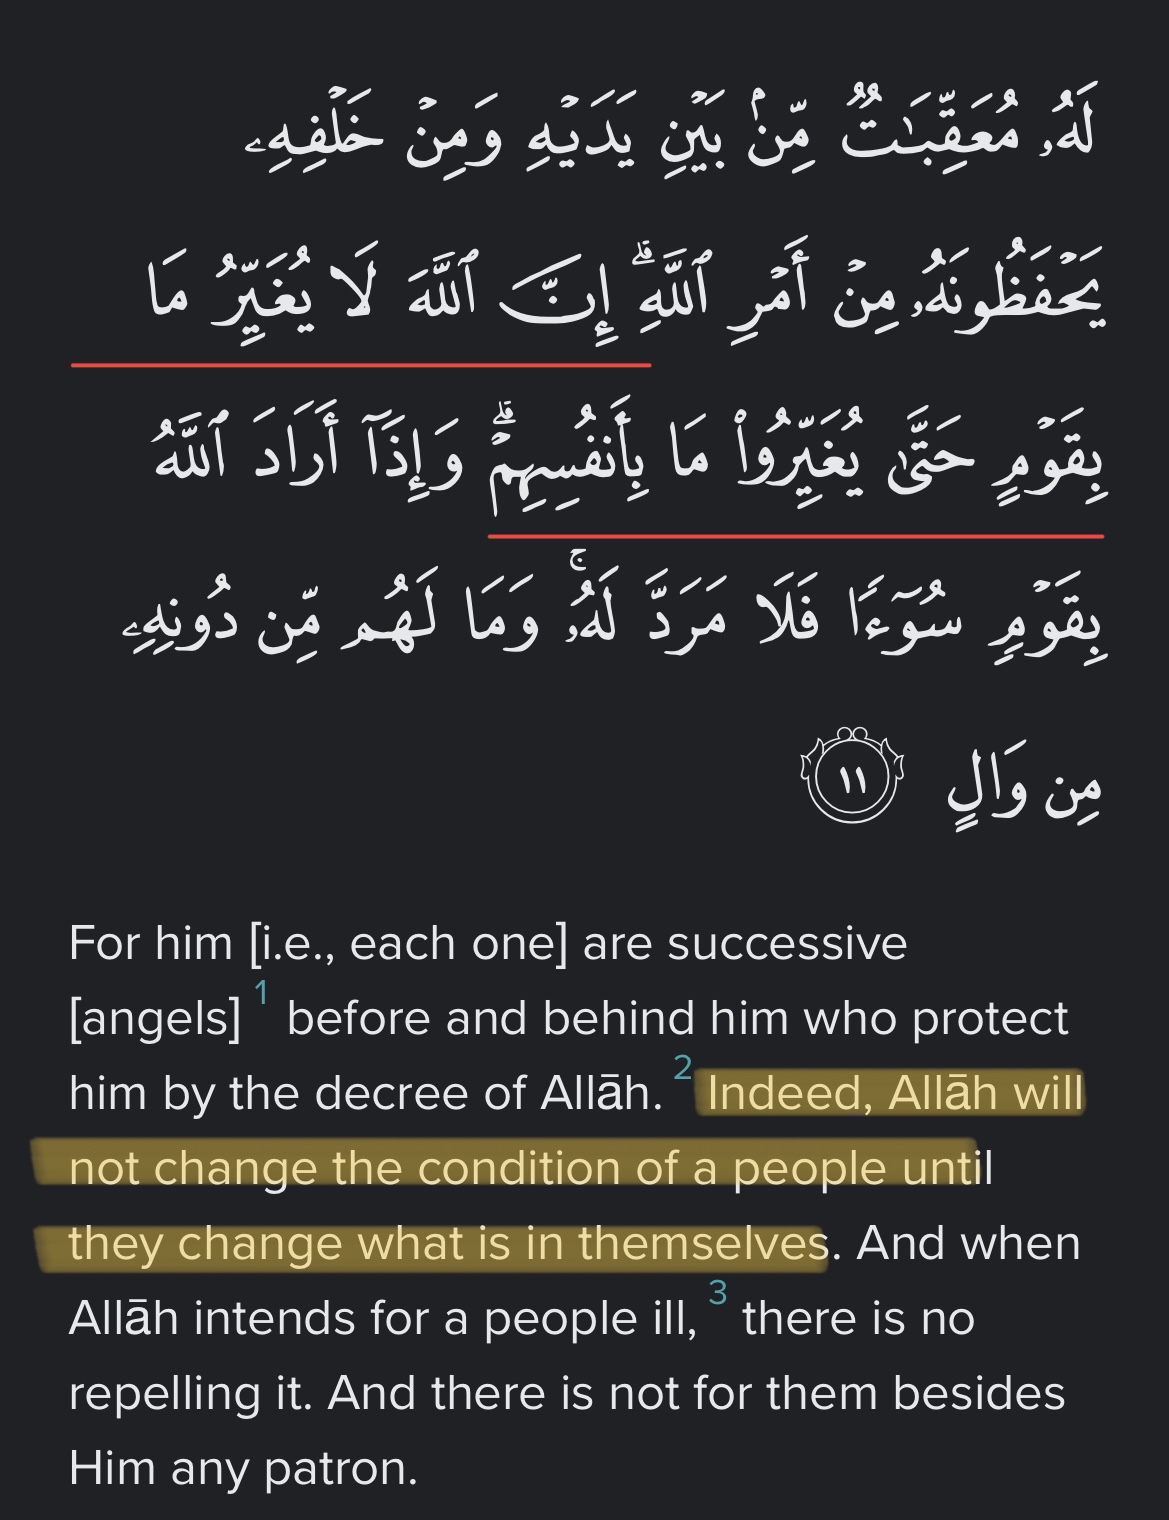 لَهُۥ مُعَقِّبَـٰتٌ مِّنۢ بَيْنِ يَدَيْهِ وَمِنْ خَلْفِهِۦ
يَحْفَظُونَهُۥ مِنْ أَمْرِ ٱللَّهِ ۗ إِنَّ ٱللَّهَ لَا يُغَيِّرُ مَا
بِقَوْمٍ حَتَّىٰ يُغَيِّرُوا۟ مَا بِأَنفُسِهِمْ ۗ وَإِذَآ أَرَادَ ٱللَّهُ
بِقَوْمٍ سُوٓءًا فَلَا مَرَدَّ لَهُۥ ۚ وَمَا لَهُم مِّن دُونِهِۦ
مِن وَالٍ ١١
For him [i.e., each one] are successive
[angels] 1 before and behind him who protect
him by the decree of Allāh. 2 Indeed, Allāh will
not change the condition of a people until
they change what is in themselves. And when
Allāh intends for a people ill, 3 there is no
repelling it. And there is not for them besides
Him any patron.